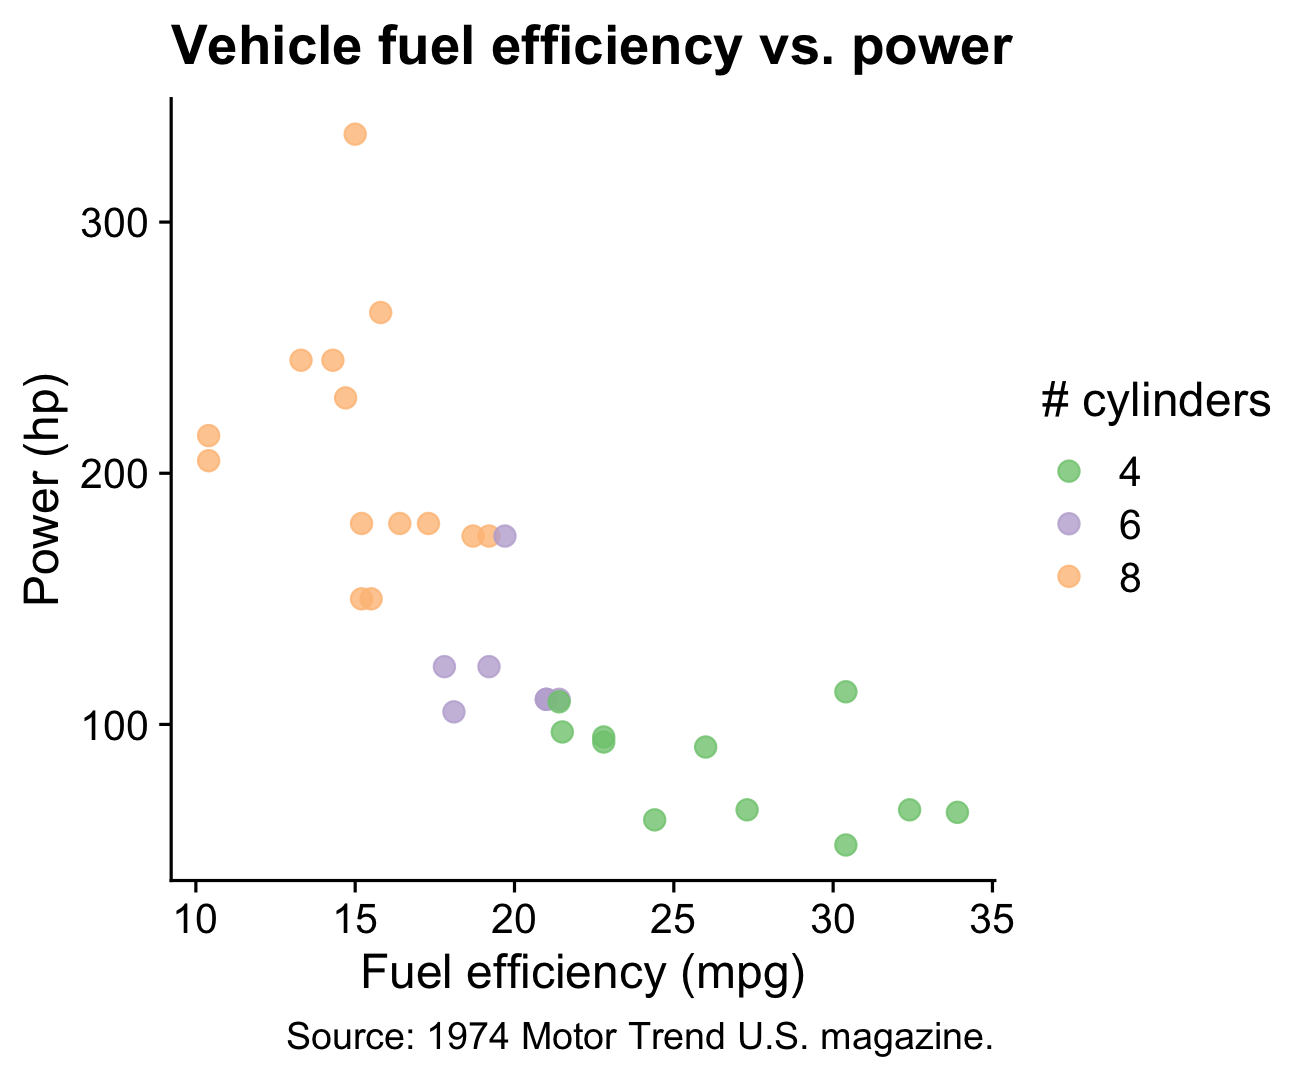 Vehicle fuel efficiency vs. power
300
200
100
Power (hp)
# cylinders
4
6
8
10 15 20 25 30 35
Fuel efficiency (mpg)
Source: 1974 Motor Trend U.S. magazine.